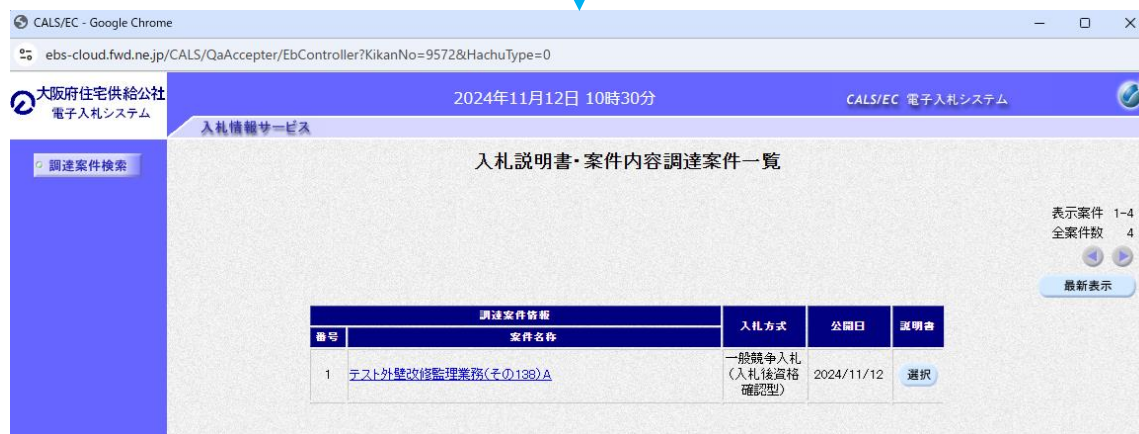 CALS/EC - Google Chrome
ebs-cloud.fwd.ne.jp/CALS/QaAccepter/EbController?KikanNo=9572&HachuType=0
大阪府住宅供給公社
電子入札システム
2024年11月12日 10時30分
CALS/EC 電子入札システム
入札情報サービス
調達案件検索
入札説明書・案件内容調達案件一覧
表示案件 1-4
全案件数 4
最新表示
調達案件情報
番号
案件名称
入札方式
公開日
説明書
1
テスト外壁改修監理業務(その138)A
一般競争入札
(入札後資格
確認型)
2024/11/12
選択